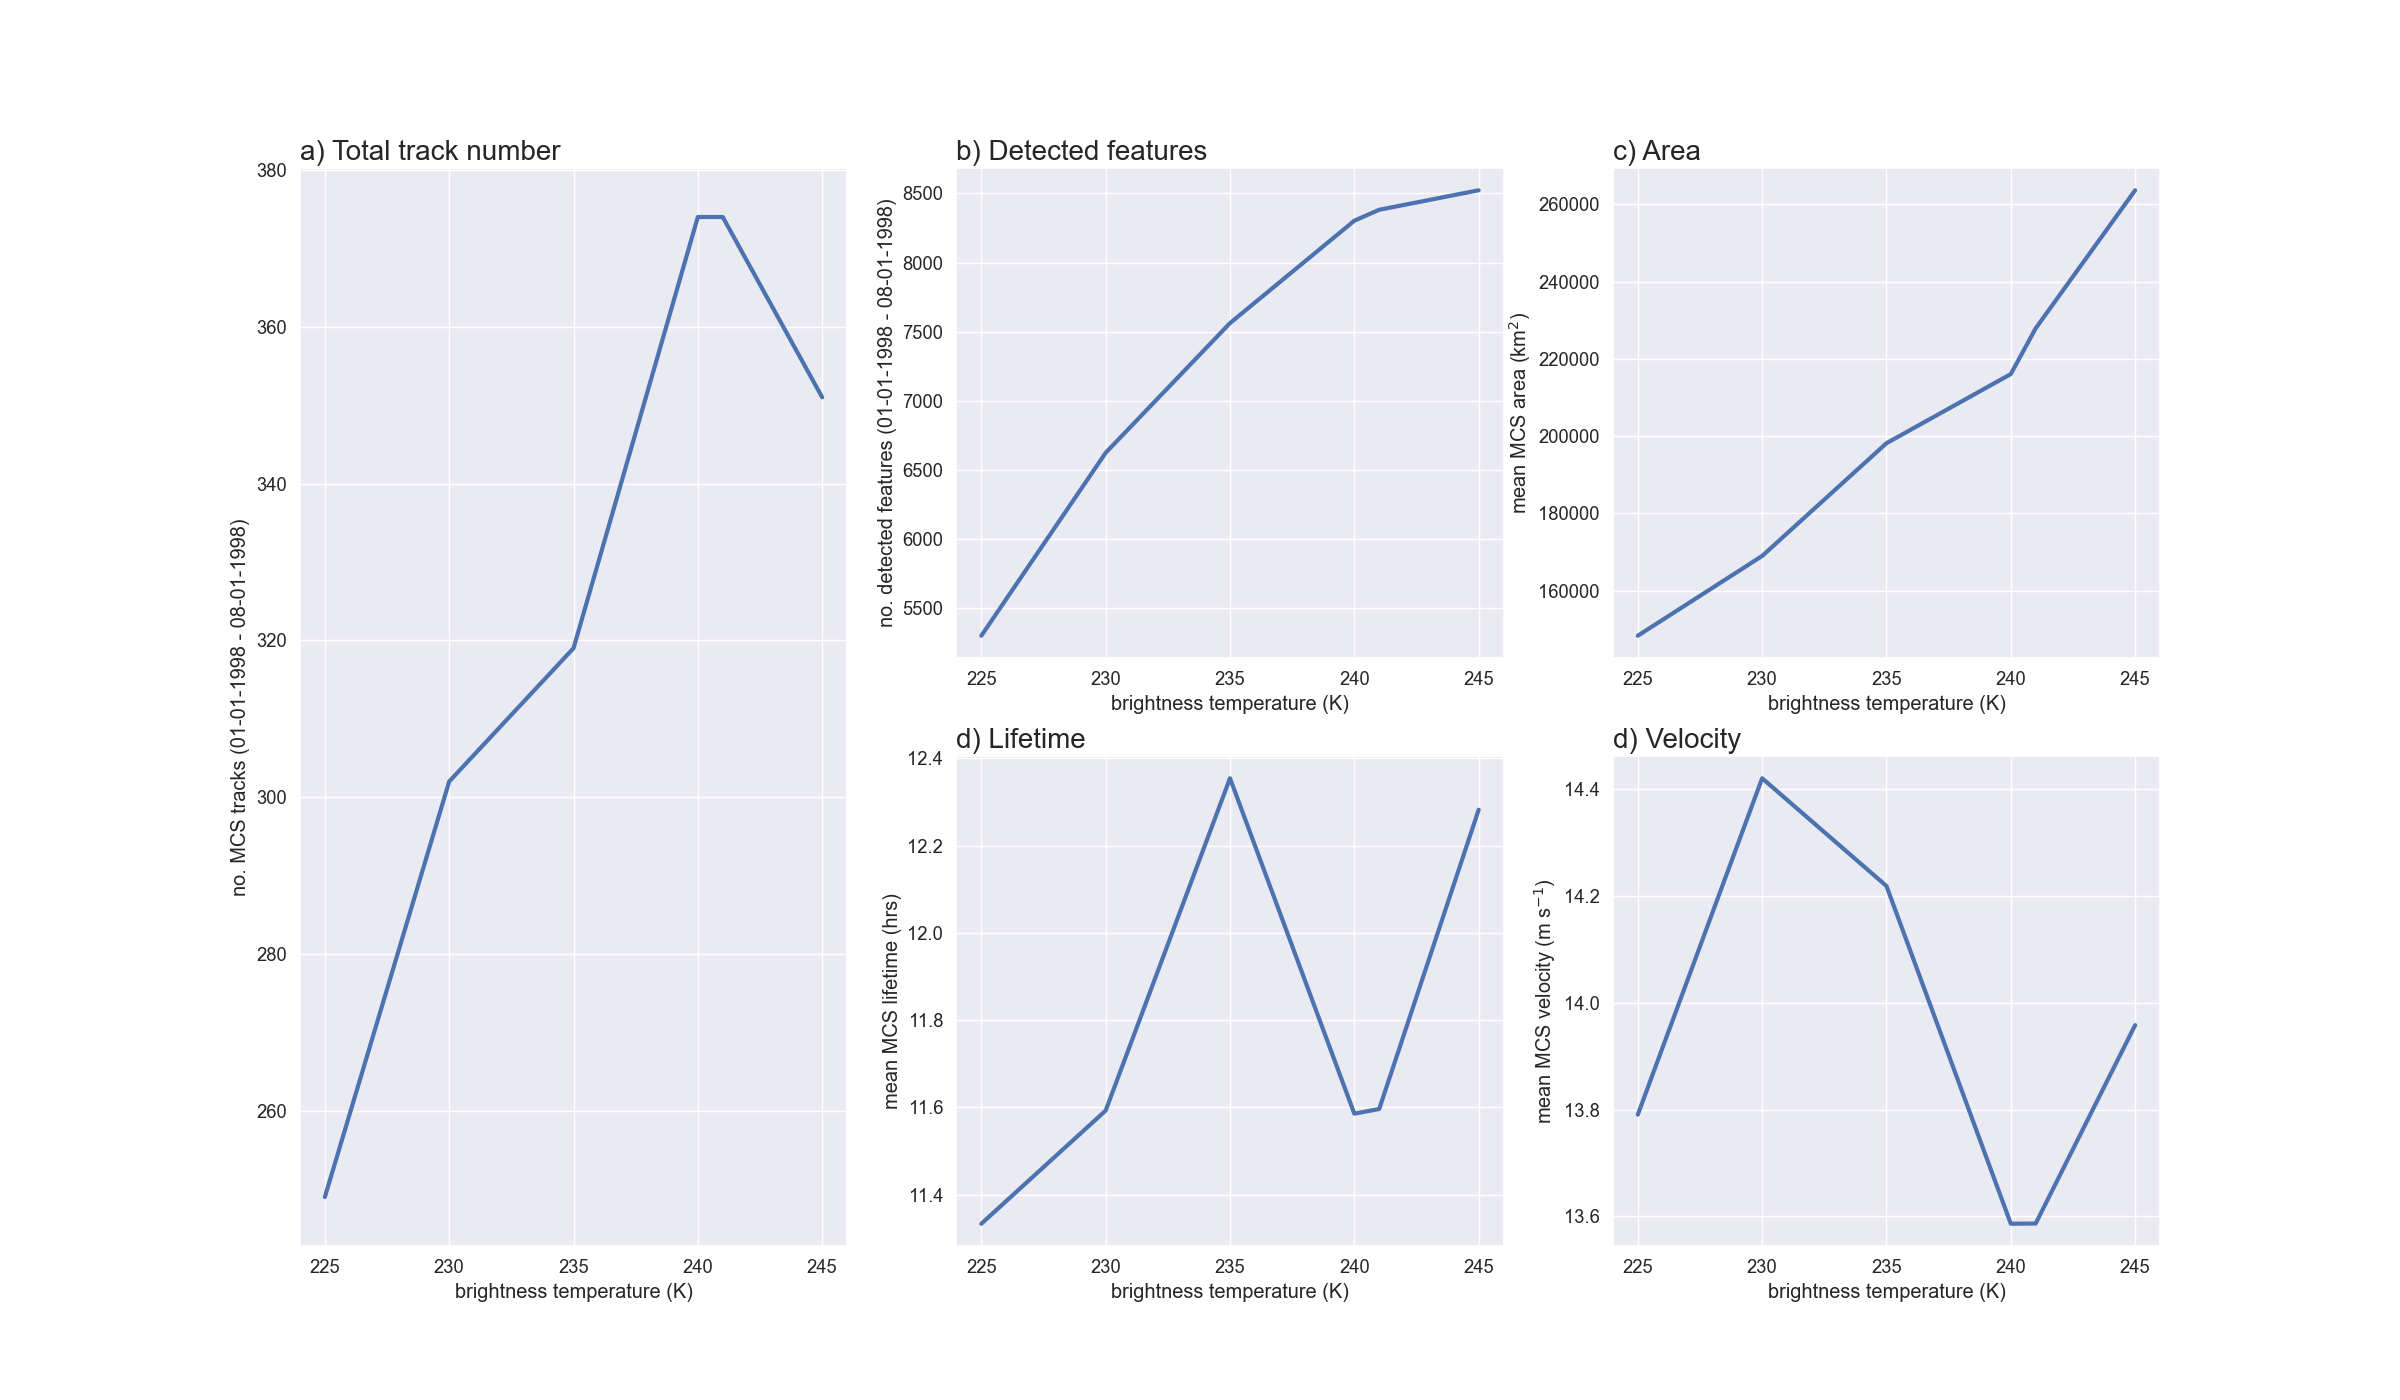 a) Total track number
380
360
340
320
300
280
260
no. MCS tracks (01-01-1998 - 08-01-1998)
225 230 235 240 245
brightness temperature (K)
b) Detected features
8500
8000
7500
7000
6500
6000
5500
no. detected features (01-01-1998 - 08-01-1998)
225 230 235 240 245
brightness temperature (K)
c) Area
260000
240000
220000
200000
180000
160000
mean MCS area (km²)
225 230 235 240 245
brightness temperature (K)
d) Lifetime
12.4
12.2
12.0
11.8
11.6
11.4
mean MCS lifetime (hrs)
225 230 235 240 245
brightness temperature (K)
d) Velocity
14.4
14.2
14.0
13.8
13.6
mean MCS velocity (m s⁻¹)
225 230 235 240 245
brightness temperature (K)